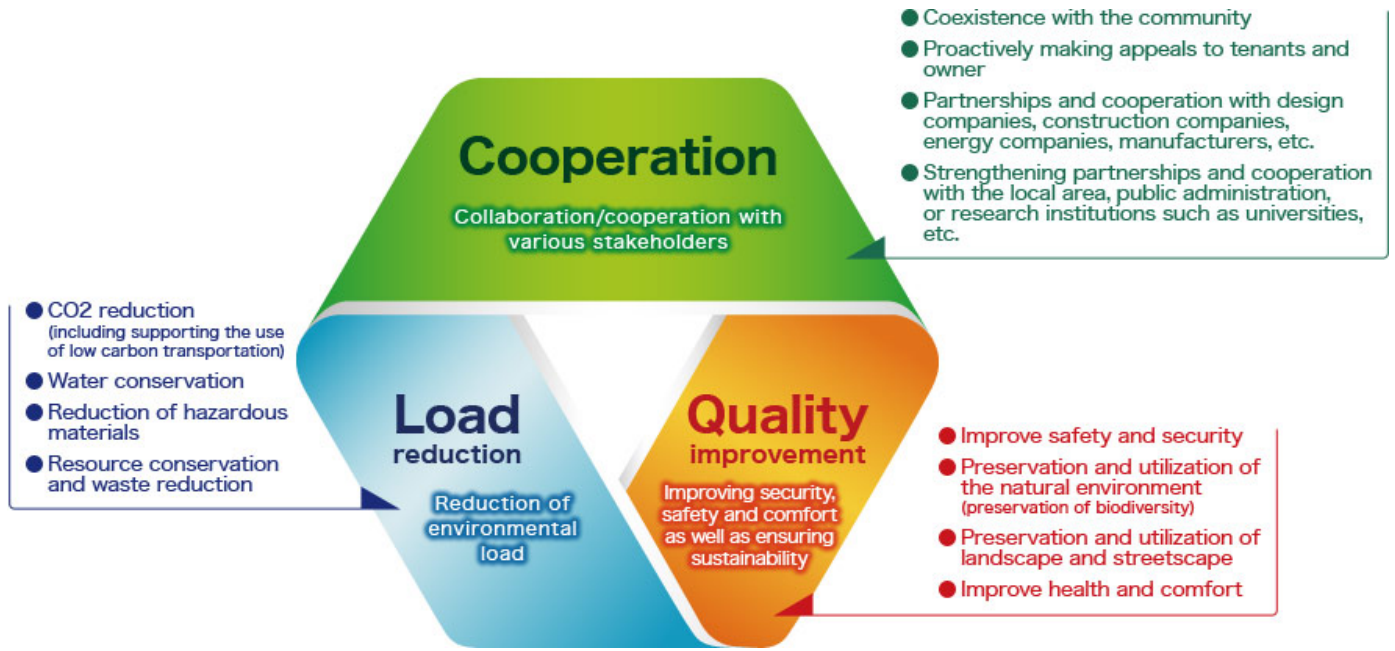 ● Coexistence with the community
● Proactively making appeals to tenants and
owner
● Partnerships and cooperation with design
companies, construction companies,
energy companies, manufacturers, etc.
● Strengthening partnerships and cooperation
with the local area, public administration,
or research institutions such as universities,
etc.
Cooperation
Collaboration/cooperation with
various stakeholders
● CO2 reduction
(including supporting the use
of low carbon transportation)
● Water conservation
● Reduction of hazardous
materials
● Resource conservation
and waste reduction
Load
reduction
Reduction of
environmental
load
Quality
improvement
Improving security,
safety and comfort
as well as ensuring
sustainability
● Improve safety and security
● Preservation and utilization of
the natural environment
(preservation of biodiversity)
● Preservation and utilization of
landscape and streetscape
● Improve health and comfort